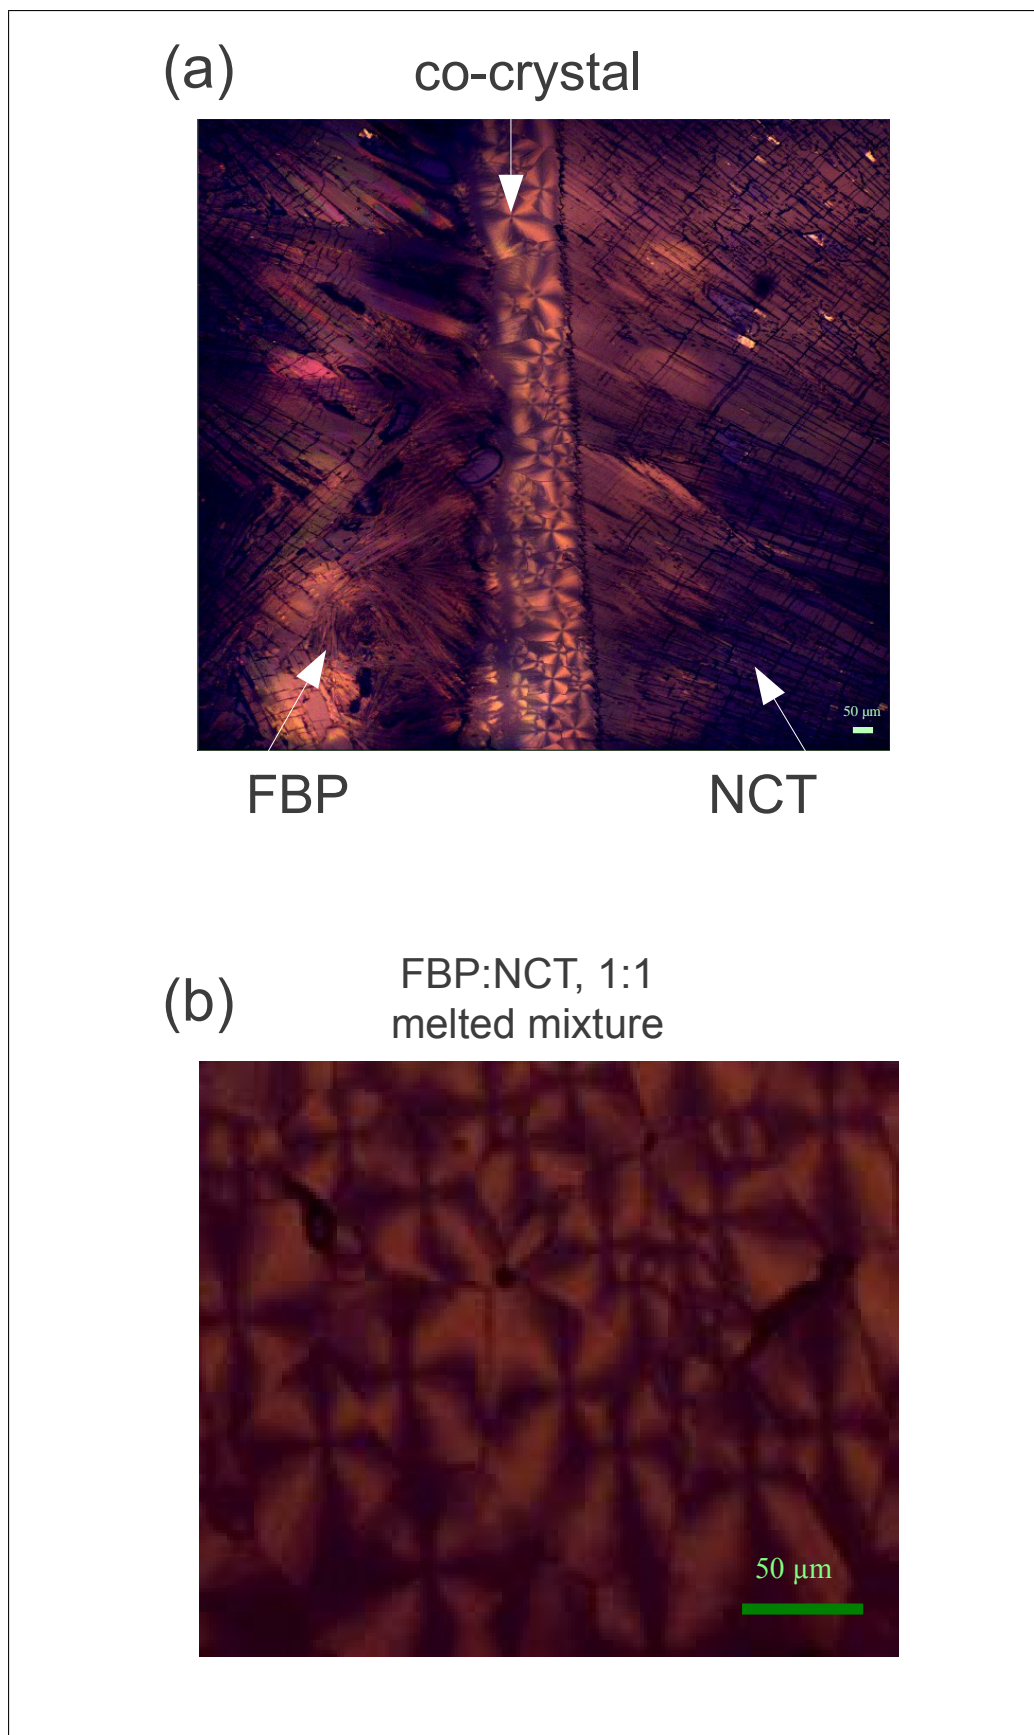 (a)
co-crystal
50 µm
FBP
NCT
(b)
FBP:NCT, 1:1
melted mixture
50 µm